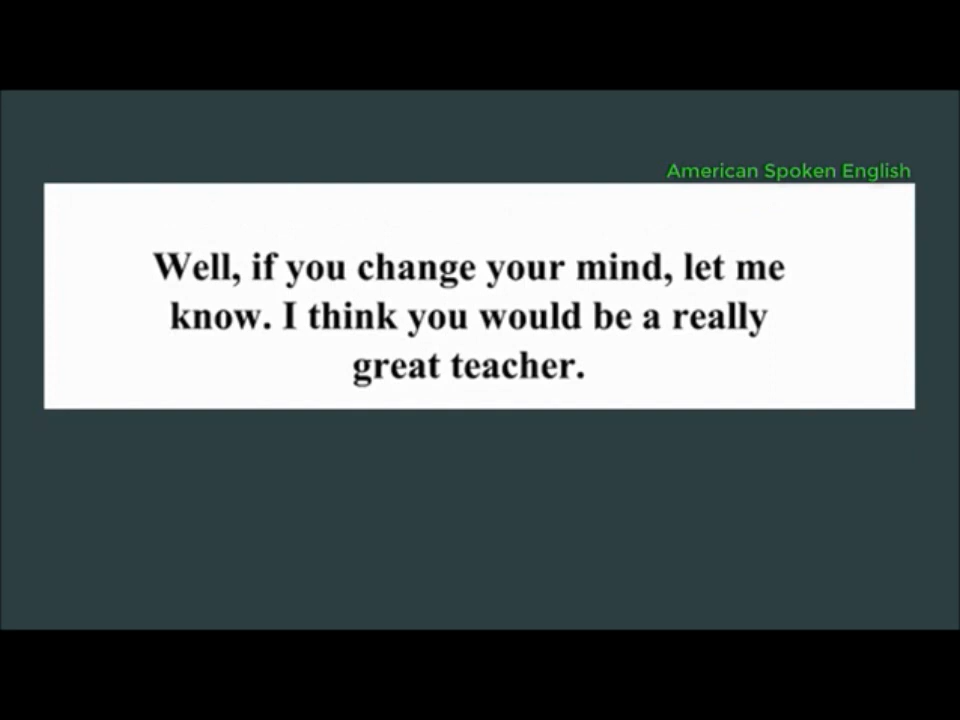 American Spoken English
Well, if you change your mind, let me
know. I think you would be a really
great teacher.